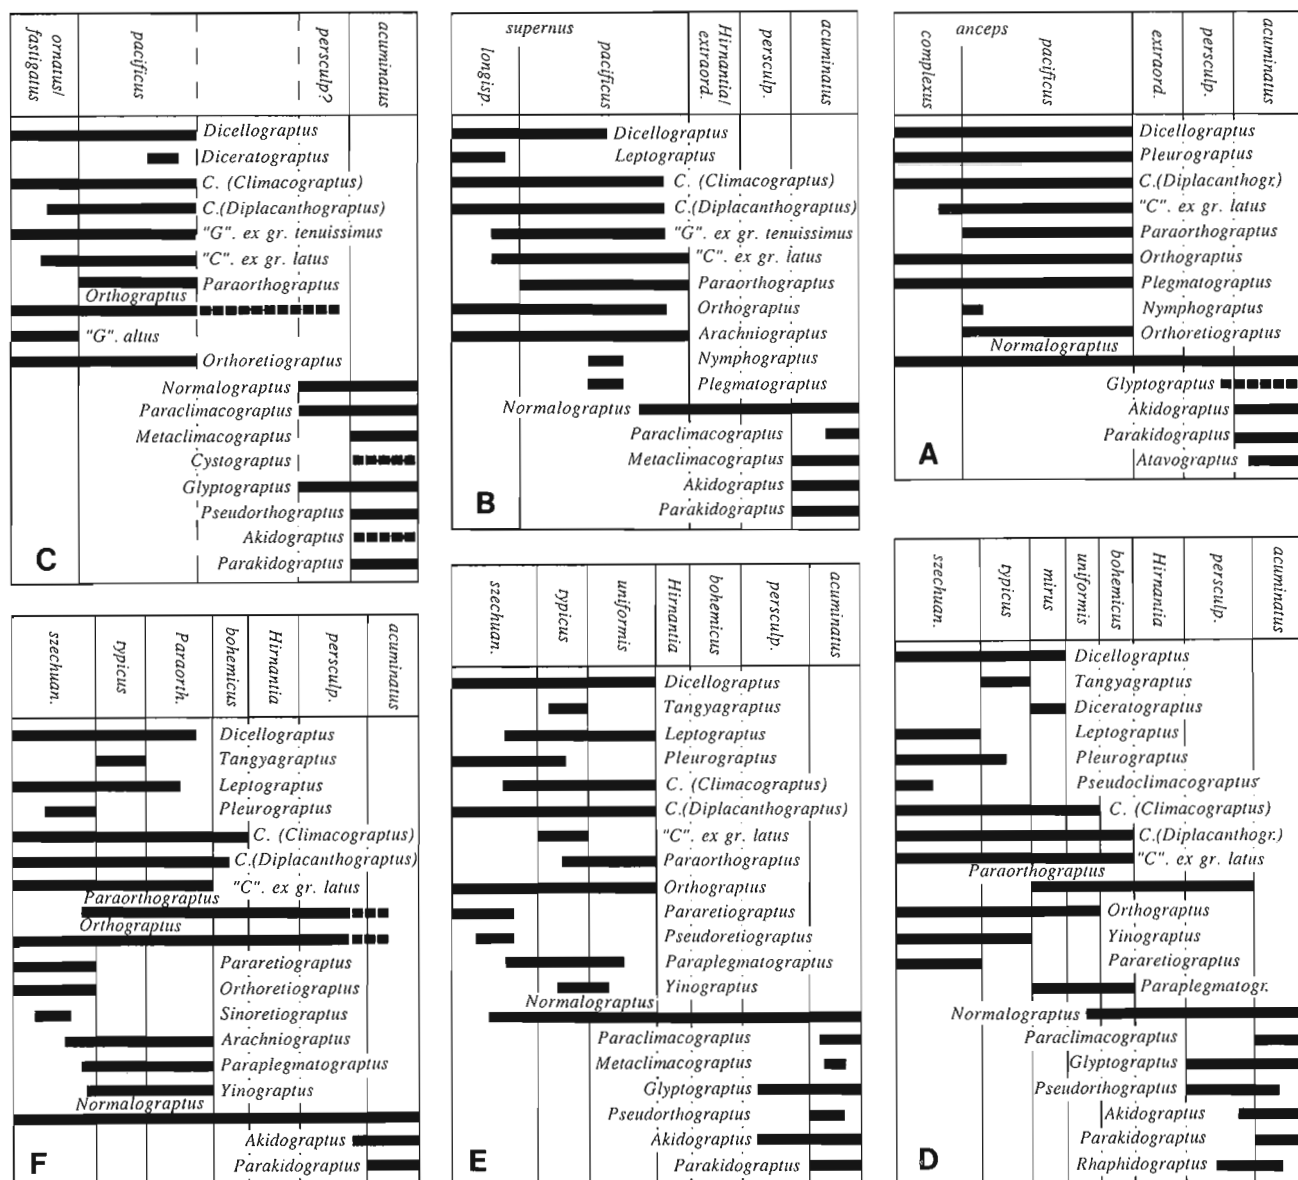 ornatus/
fastigatus
pacificus
persculp?
acuminatus
Dicellograptus
Diceratograptus
C. (Climacograptus)
C.(Diplacanthograptus)
"G". ex gr. tenuissimus
"C". ex gr. latus
Paraorthograptus
Orthograptus
"G". altus
Orthoretiograptus
Normalograptus
Paraclimacograptus
Metaclimacograptus
Cystograptus
Glyptograptus
Pseudorthograptus
Akidograptus
Parakidograptus
C
supernus
longisp.
pacificus
Hirnantia/
extraord.
persculp.
acuminatus
Dicellograptus
Leptograptus
C. (Climacograptus)
C.(Diplacanthograptus)
"G". ex gr. tenuissimus
"C". ex gr. latus
Paraorthograptus
Orthograptus
Arachniograptus
Nymphograptus
Plegmatograptus
Normalograptus
Paraclimacograptus
Metaclimacograptus
Akidograptus
Parakidograptus
B
anceps
complexus
pacificus
extraord.
persculp.
acuminatus
Dicellograptus
Pleurograptus
C.(Diplacanthogr.)
"C". ex gr. latus
Paraorthograptus
Orthograptus
Plegmatograptus
Nymphograptus
Orthoretiograptus
Normalograptus
Glyptograptus
Akidograptus
Parakidograptus
Atavograptus
A
szechuan.
typicus
Paraorth.
bohemicus
Hirnantia
persculp.
acuminatus
Dicellograptus
Tangyagraptus
Leptograptus
Pleurograptus
C. (Climacograptus)
C.(Diplacanthograptus)
"C". ex gr. latus
Paraorthograptus
Orthograptus
Pararetiograptus
Orthoretiograptus
Sinoretiograptus
Arachniograptus
Paraplegmatograptus
Yinograptus
Normalograptus
Akidograptus
Parakidograptus
F
szechuan.
typicus
uniformis
Hirnantia
bohemicus
persculp.
acuminatus
Dicellograptus
Tangyagraptus
Leptograptus
Pleurograptus
C. (Climacograptus)
C.(Diplacanthograptus)
"C". ex gr. latus
Paraorthograptus
Orthograptus
Pararetiograptus
Pseudoretiograptus
Paraplegmatograptus
Yinograptus
Normalograptus
Paraclimacograptus
Metaclimacograptus
Glyptograptus
Pseudorthograptus
Akidograptus
Parakidograptus
E
szechuan.
typicus
mirus
uniformis
bohemicus
Hirnantia
persculp.
acuminatus
Dicellograptus
Tangyagraptus
Diceratograptus
Leptograptus
Pleurograptus
Pseudoclimacograptus
C. (Climacograptus)
C.(Diplacanthogr.)
"C". ex gr. latus
Paraorthograptus
Orthograptus
Yinograptus
Pararetiograptus
Paraplegmatogr.
Normalograptus
Paraclimacograptus
Glyptograptus
Pseudorthograptus
Akidograptus
Parakidograptus
Rhaphidograptus
D